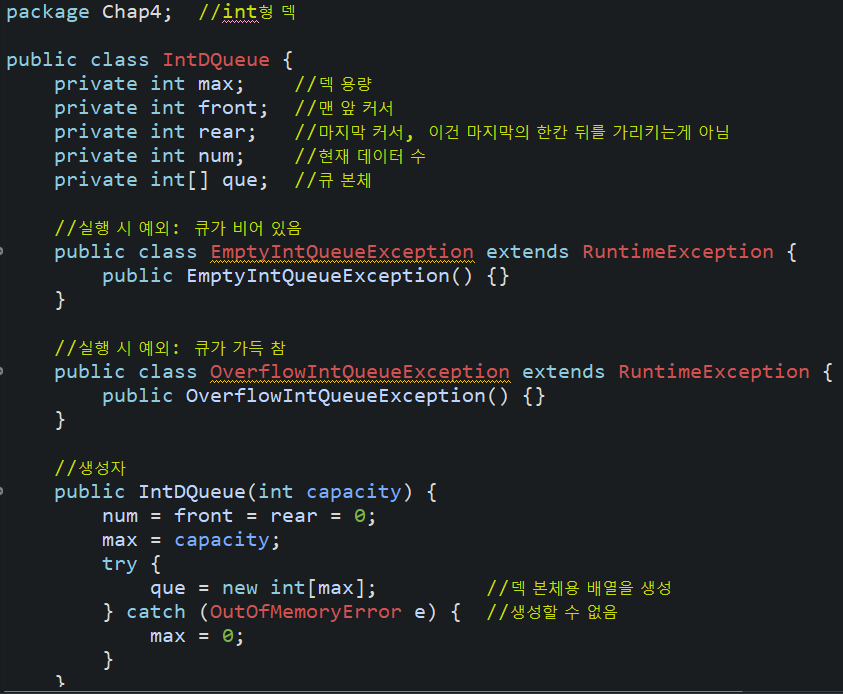 package Chap4;  //int형 덱
public class IntDQueue {
    private int max;    //덱 용량
    private int front;  //맨 앞 커서
    private int rear;   //마지막 커서, 이건 마지막의 한칸 뒤를 가리키는게 아님
    private int num;    //현재 데이터 수
    private int[] que;  //큐 본체
    //실행 시 예외: 큐가 비어 있음
    public class EmptyIntQueueException extends RuntimeException {
        public EmptyIntQueueException() {}
    }
    //실행 시 예외: 큐가 가득 참
    public class OverflowIntQueueException extends RuntimeException {
        public OverflowIntQueueException() {}
    }
    //생성자
    public IntDQueue(int capacity) {
        num = front = rear = 0;
        max = capacity;
        try {
            que = new int[max];         //덱 본체용 배열을 생성
        } catch (OutOfMemoryError e) {  //생성할 수 없음
            max = 0;
        }
    }